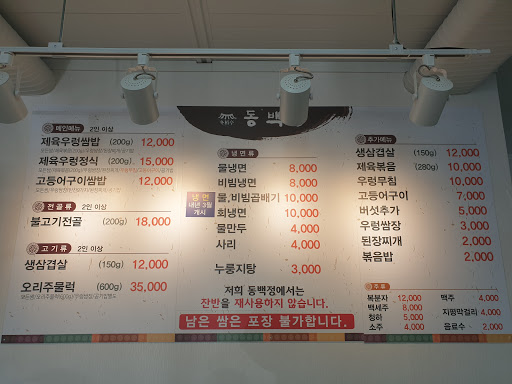 동백
메인메뉴 2인 이상
제육우렁쌈밥 (200g) 12,000
제육우렁정식 (200g) 15,000
고등어구이쌈밥 12,000
전골류 2인 이상
불고기전골 (200g) 18,000
고기류 2인 이상
생삼겹살 (150g) 12,000
오리주물럭 (600g) 35,000
냉면류
물냉면 8,000
비빔냉면 8,000
냉면 내년 3월 개시
물,비빔곱빼기 10,000
회냉면 10,000
물만두 4,000
사리 4,000
누룽지탕 3,000
저희 동백정에서는
잔반을 재사용하지 않습니다.
남은 쌈은 포장 불가합니다.
추가메뉴
생삼겹살 (150g) 12,000
제육볶음 (280g) 10,000
우렁무침 10,000
고등어구이 7,000
버섯추가 5,000
우렁쌈장 3,000
된장찌개 2,000
볶음밥 2,000
주류
복분자 12,000
백세주 8,000
청하 5,000
소주 4,000
맥주 4,000
지평막걸리 4,000
음료수 2,000